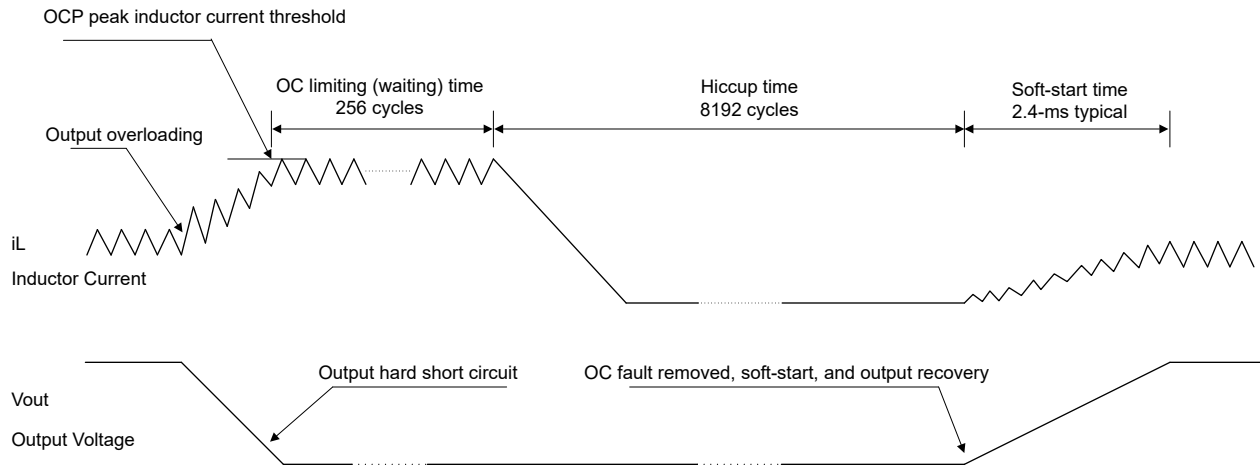 OCP peak inductor current threshold
OC limiting (waiting) time
256 cycles
Hiccup time
8192 cycles
Soft-start time
2.4-ms typical
Output overloading
iL
Inductor Current
Output hard short circuit
OC fault removed, soft-start, and output recovery
Vout
Output Voltage